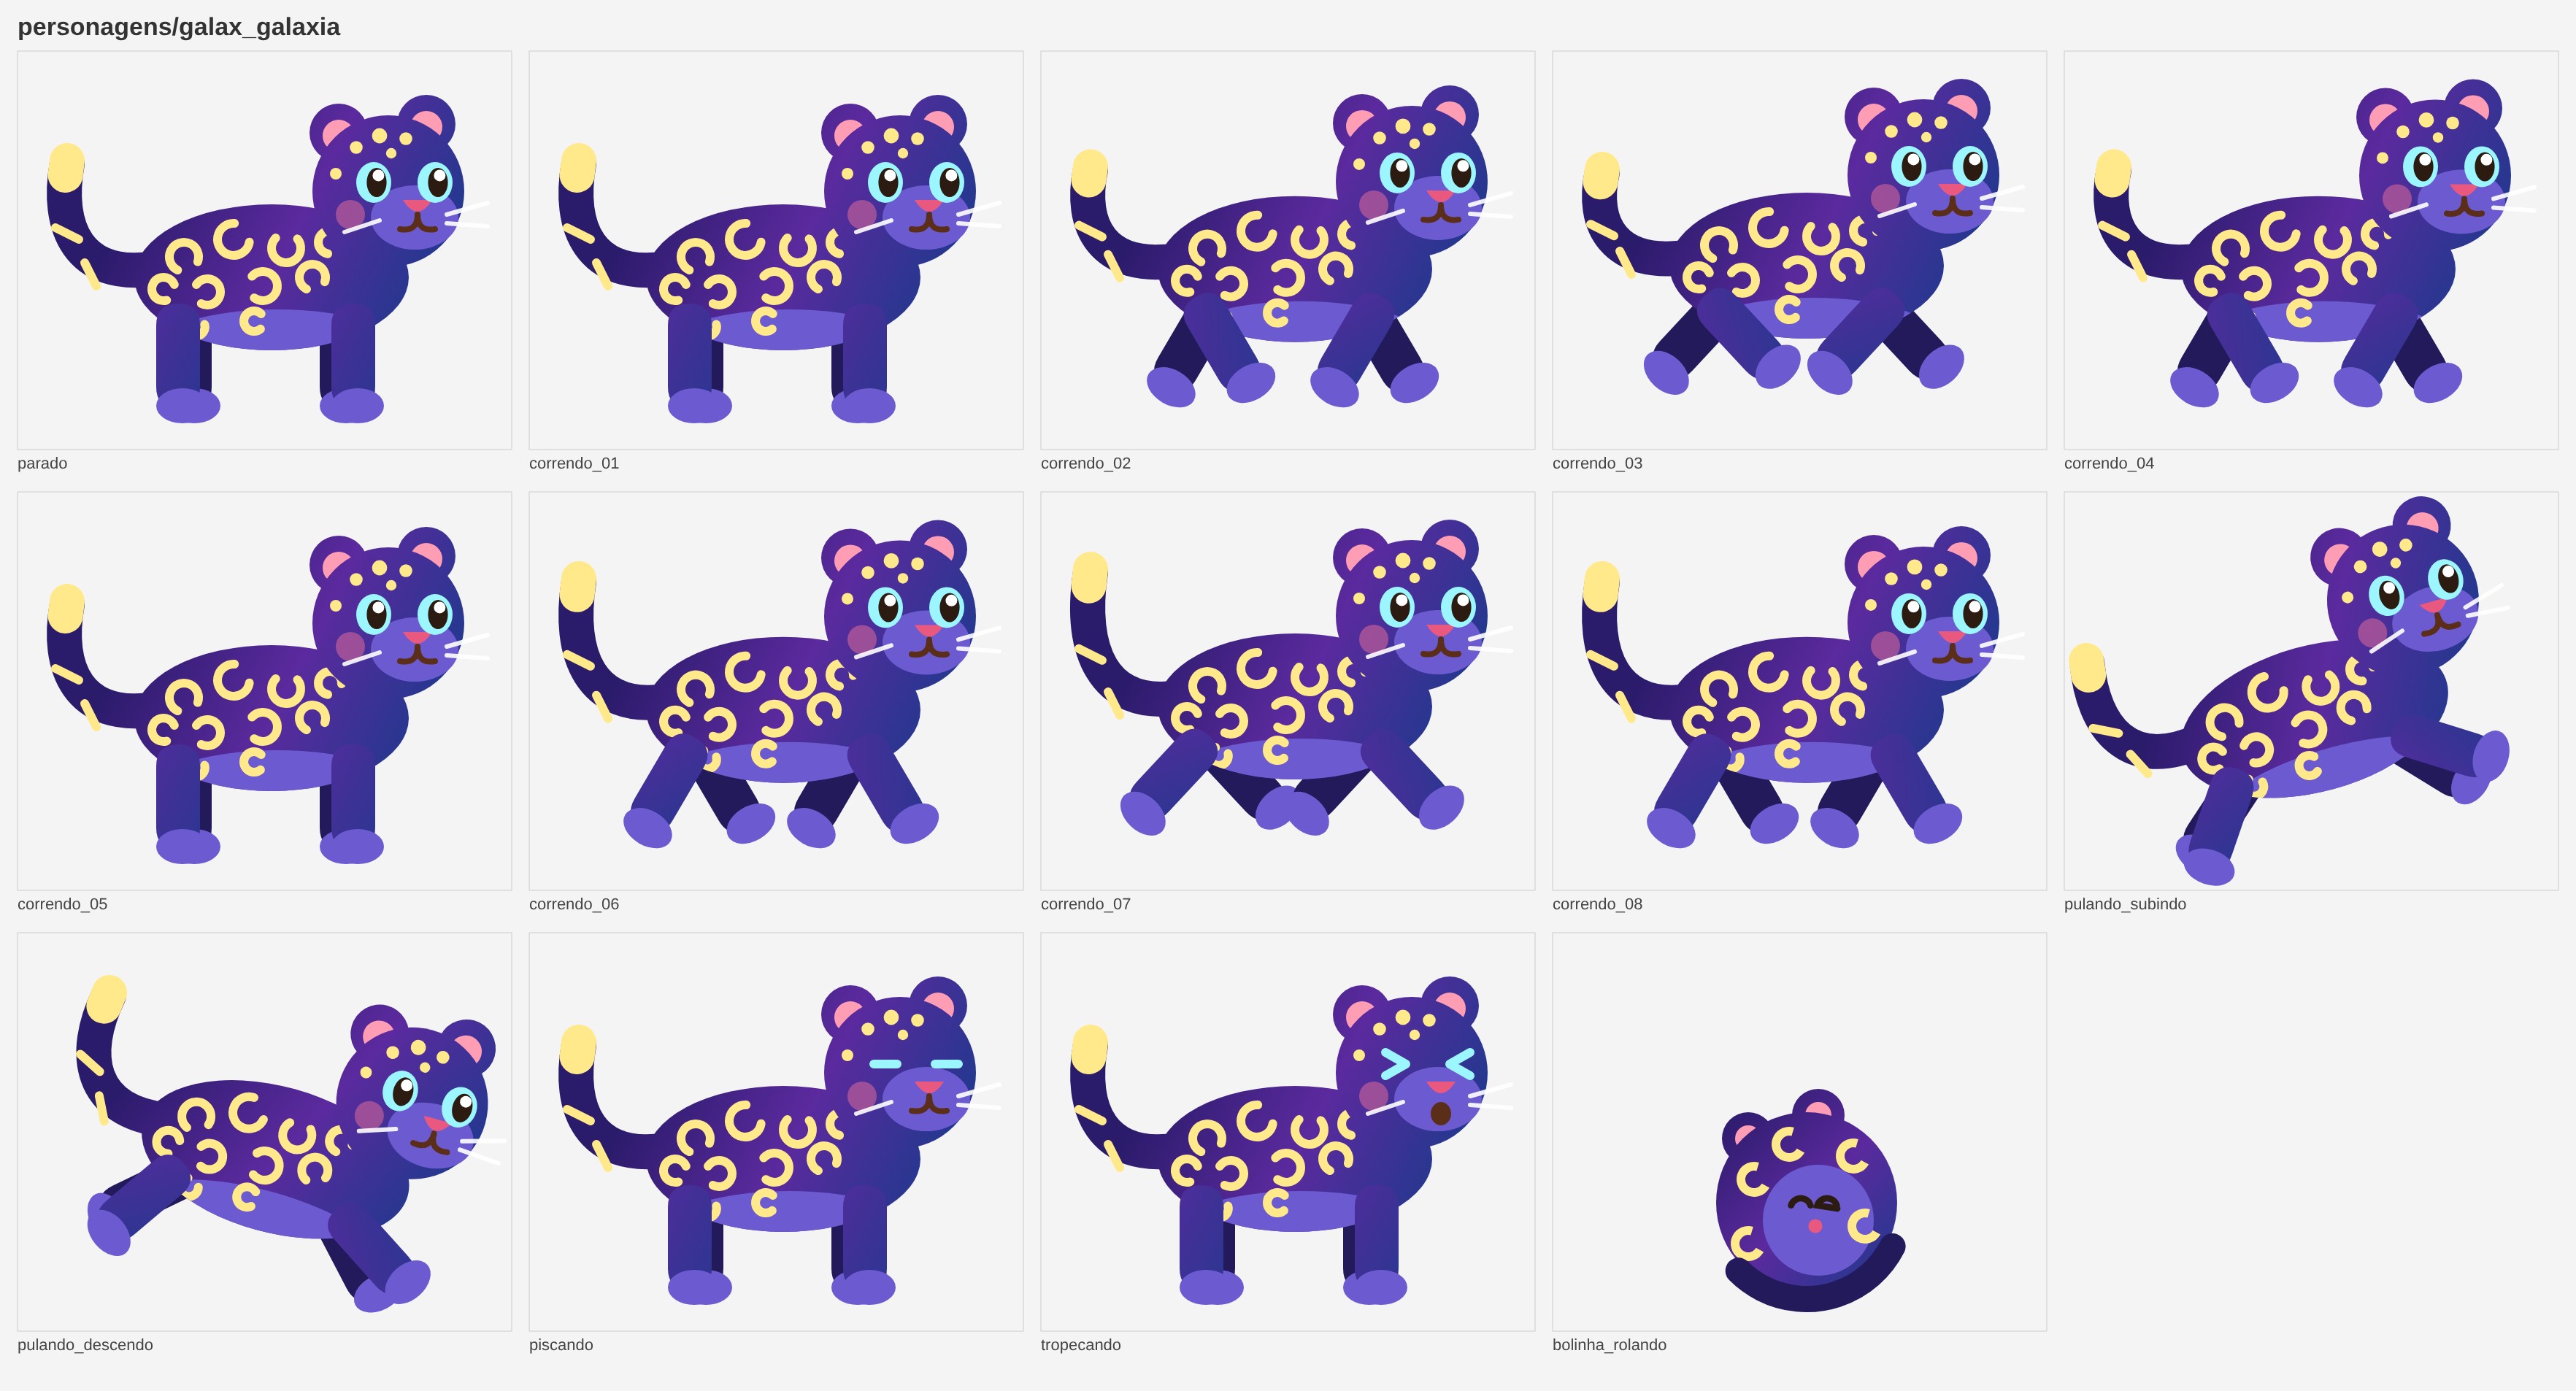 personagens/galax_galaxia
parado
correndo_01
correndo_02
correndo_03
correndo_04
correndo_05
correndo_06
correndo_07
correndo_08
pulando_subindo
pulando_descendo
piscando
tropecando
bolinha_rolando